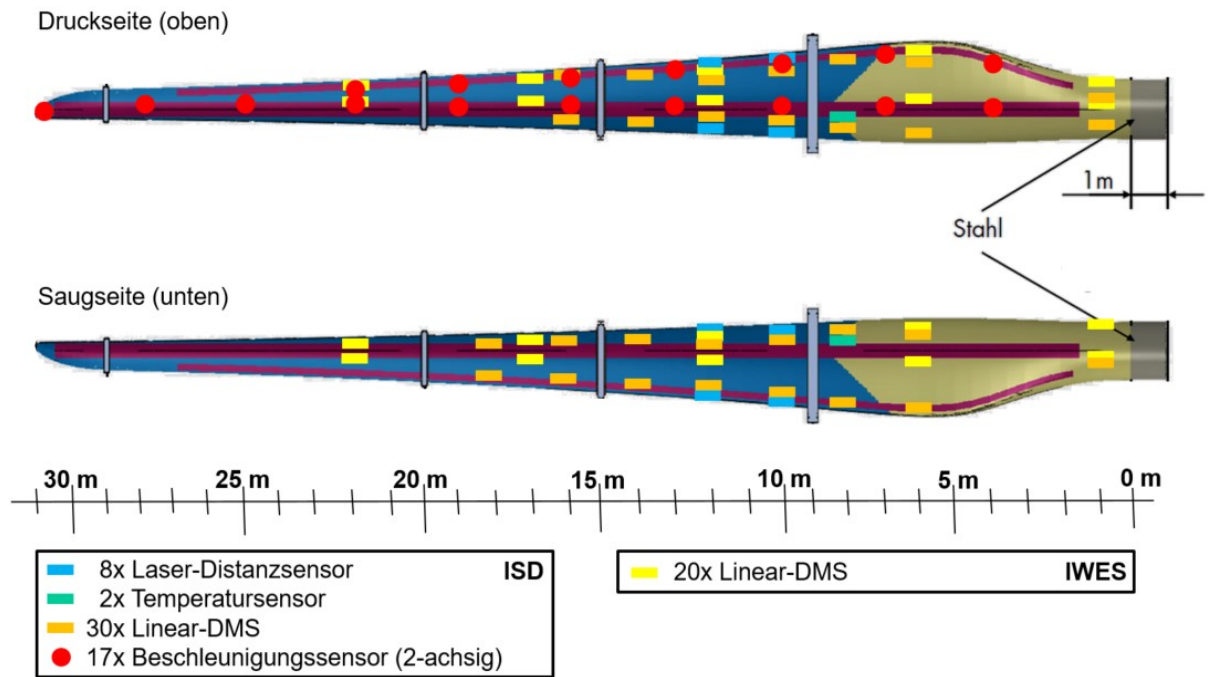 Druckseite (oben)
1m
Stahl
Saugseite (unten)
30 m 25 m 20 m 15 m 10 m 5 m 0 m
8x Laser-Distanzsensor ISD
2x Temperatursensor
30x Linear-DMS
17x Beschleunigungssensor (2-achsig)
20x Linear-DMS IWES